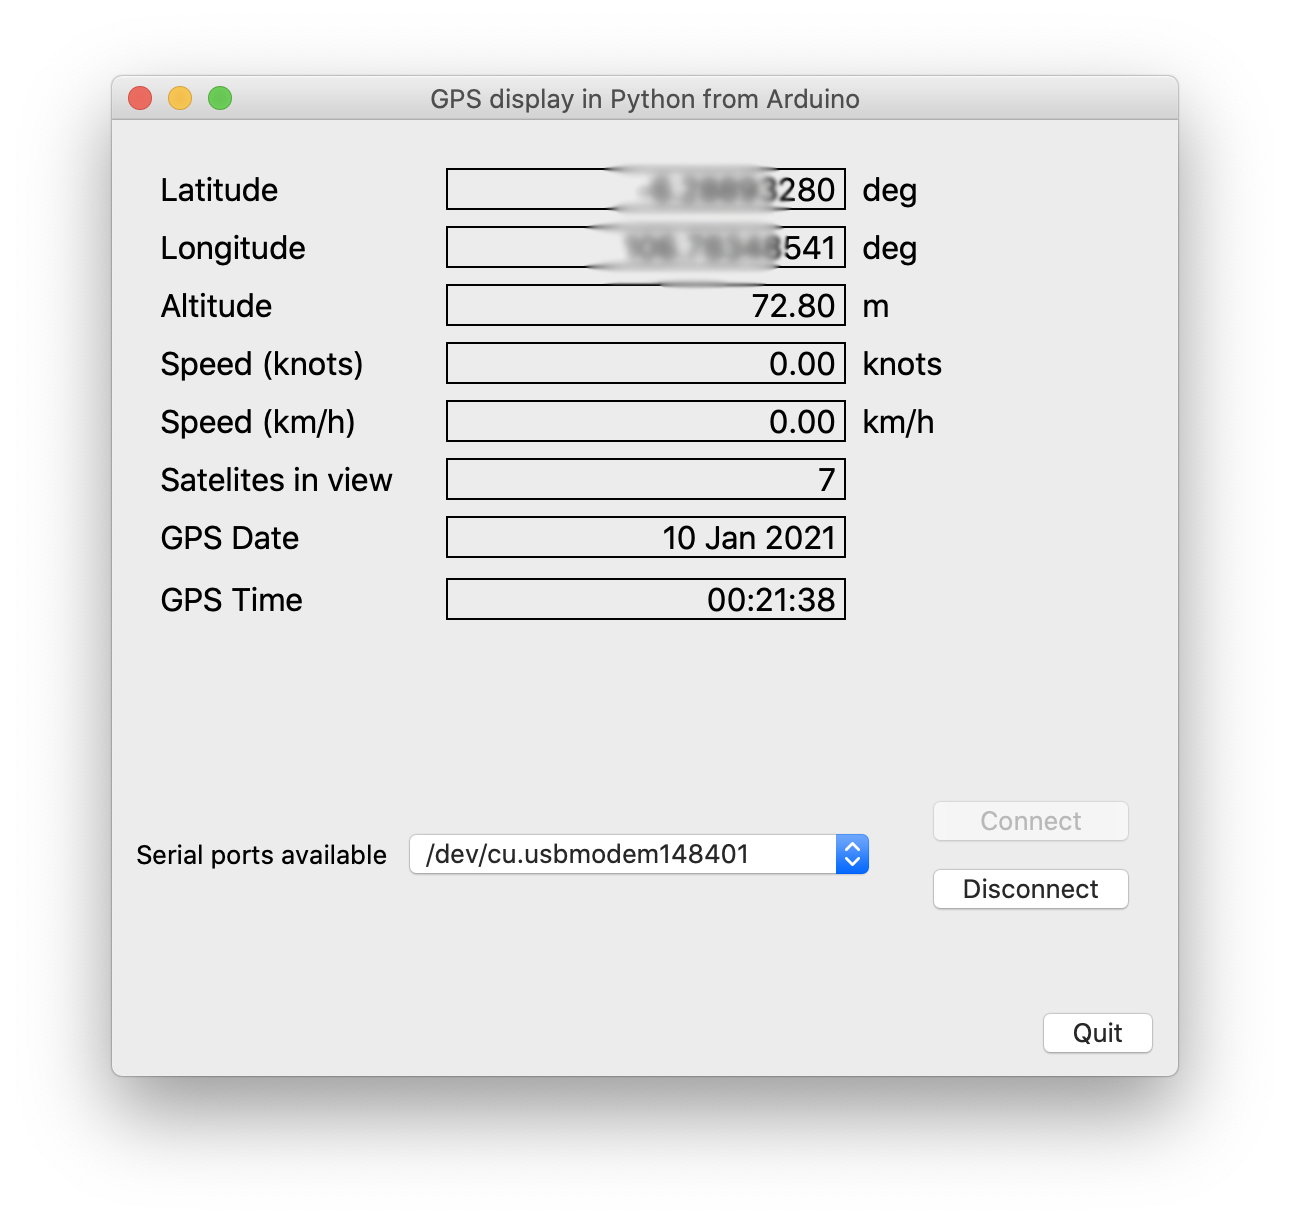 GPS display in Python from Arduino
Latitude 280 deg
Longitude 541 deg
Altitude 72.80 m
Speed (knots) 0.00 knots
Speed (km/h) 0.00 km/h
Satelites in view 7
GPS Date 10 Jan 2021
GPS Time 00:21:38
Connect
Serial ports available /dev/cu.usbmodem148401
Disconnect
Quit